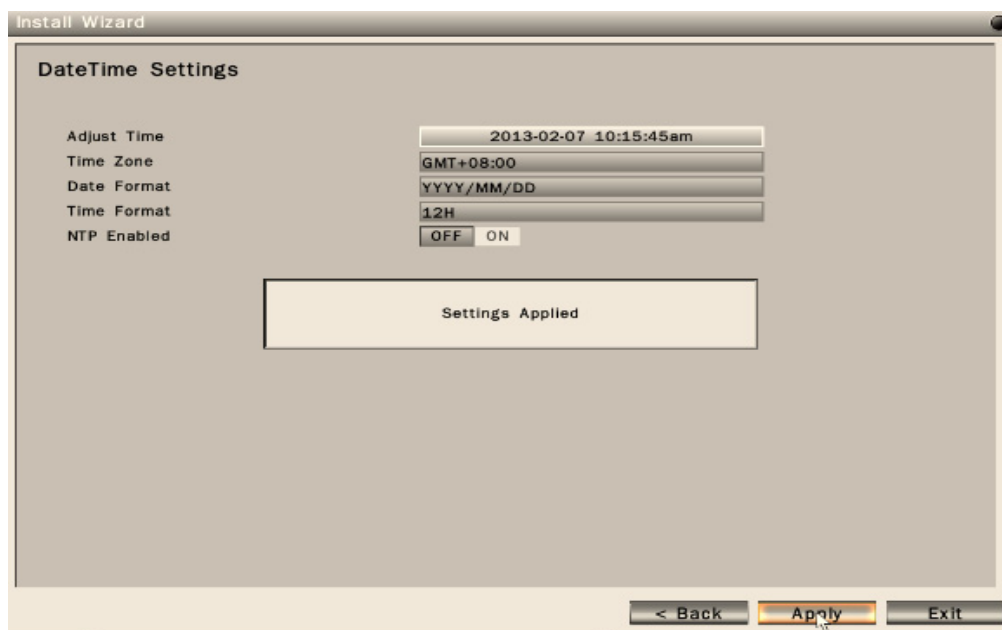 Install Wizard
DateTime Settings
Adjust Time 2013-02-07 10:15:45am
Time Zone GMT+08:00
Date Format YYYY/MM/DD
Time Format 12H
NTP Enabled OFF ON
Settings Applied
< Back Apply Exit